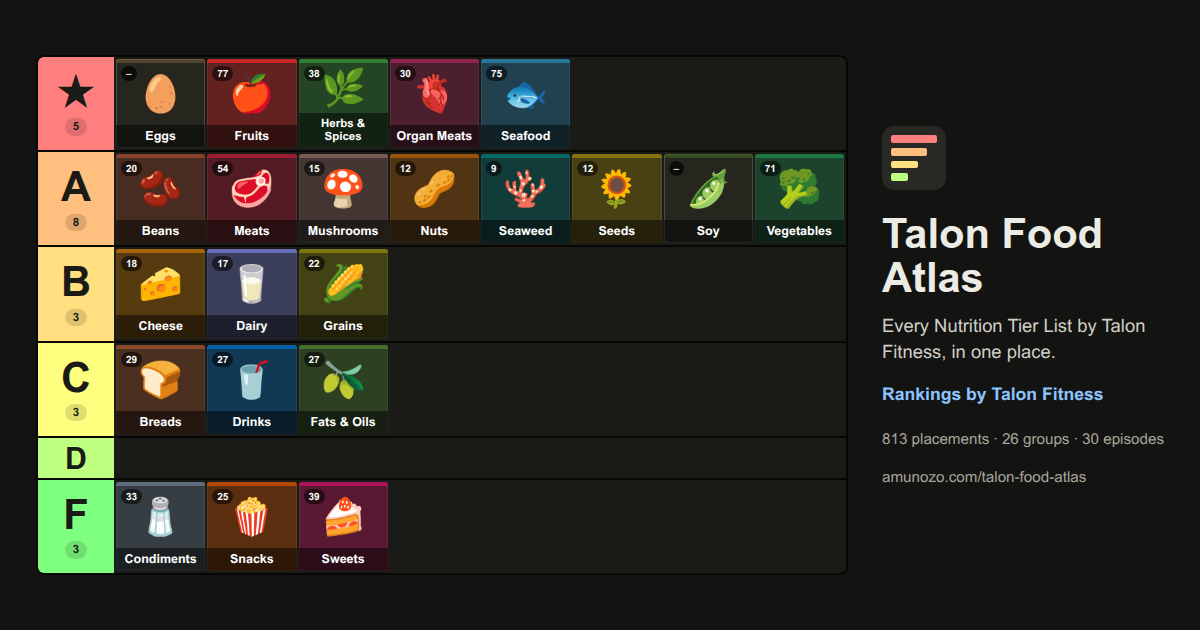 ★
5
–
Eggs
77
Fruits
38
Herbs &
Spices
30
Organ Meats
75
Seafood
A
8
20
Beans
54
Meats
15
Mushrooms
12
Nuts
9
Seaweed
12
Seeds
–
Soy
71
Vegetables
B
3
18
Cheese
17
Dairy
22
Grains
C
3
29
Breads
27
Drinks
27
Fats & Oils
D
F
3
33
Condiments
25
Snacks
39
Sweets
Talon Food
Atlas
Every Nutrition Tier List by Talon
Fitness, in one place.
Rankings by Talon Fitness
813 placements · 26 groups · 30 episodes
amunozo.com/talon-food-atlas